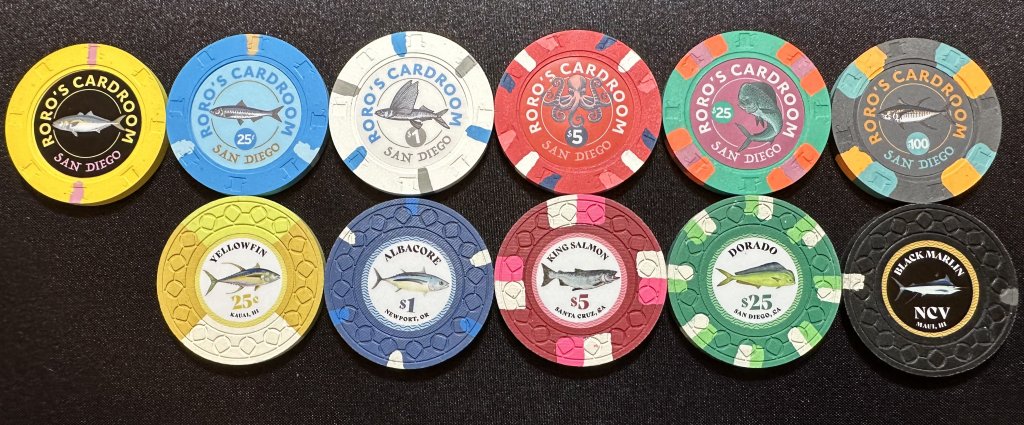 RORO'S CARDROOM
SAN DIEGO
RORO'S CARDROOM
25¢
SAN DIEGO
RORO'S CARDROOM
$1
SAN DIEGO
RORO'S CARDROOM
$5
SAN DIEGO
RORO'S CARDROOM
$25
SAN DIEGO
RORO'S CARDROOM
$100
SAN DIEGO
YELLOWFIN
25¢
KAUAI, HI
ALBACORE
$1
NEWPORT, OR
KING SALMON
$5
SANTA CRUZ, CA
DORADO
$25
SAN DIEGO, CA
BLACK MARLIN
NCV
MAUI, HI